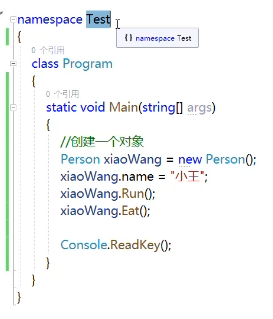 namespace Test
{ } namespace Test
{
0 个引用
class Program
{
0 个引用
static void Main(string[] args)
{
//创建一个对象
Person xiaoWang = new Person();
xiaoWang.name = "小王";
xiaoWang.Run();
xiaoWang.Eat();
Console.ReadKey();
}
}
}